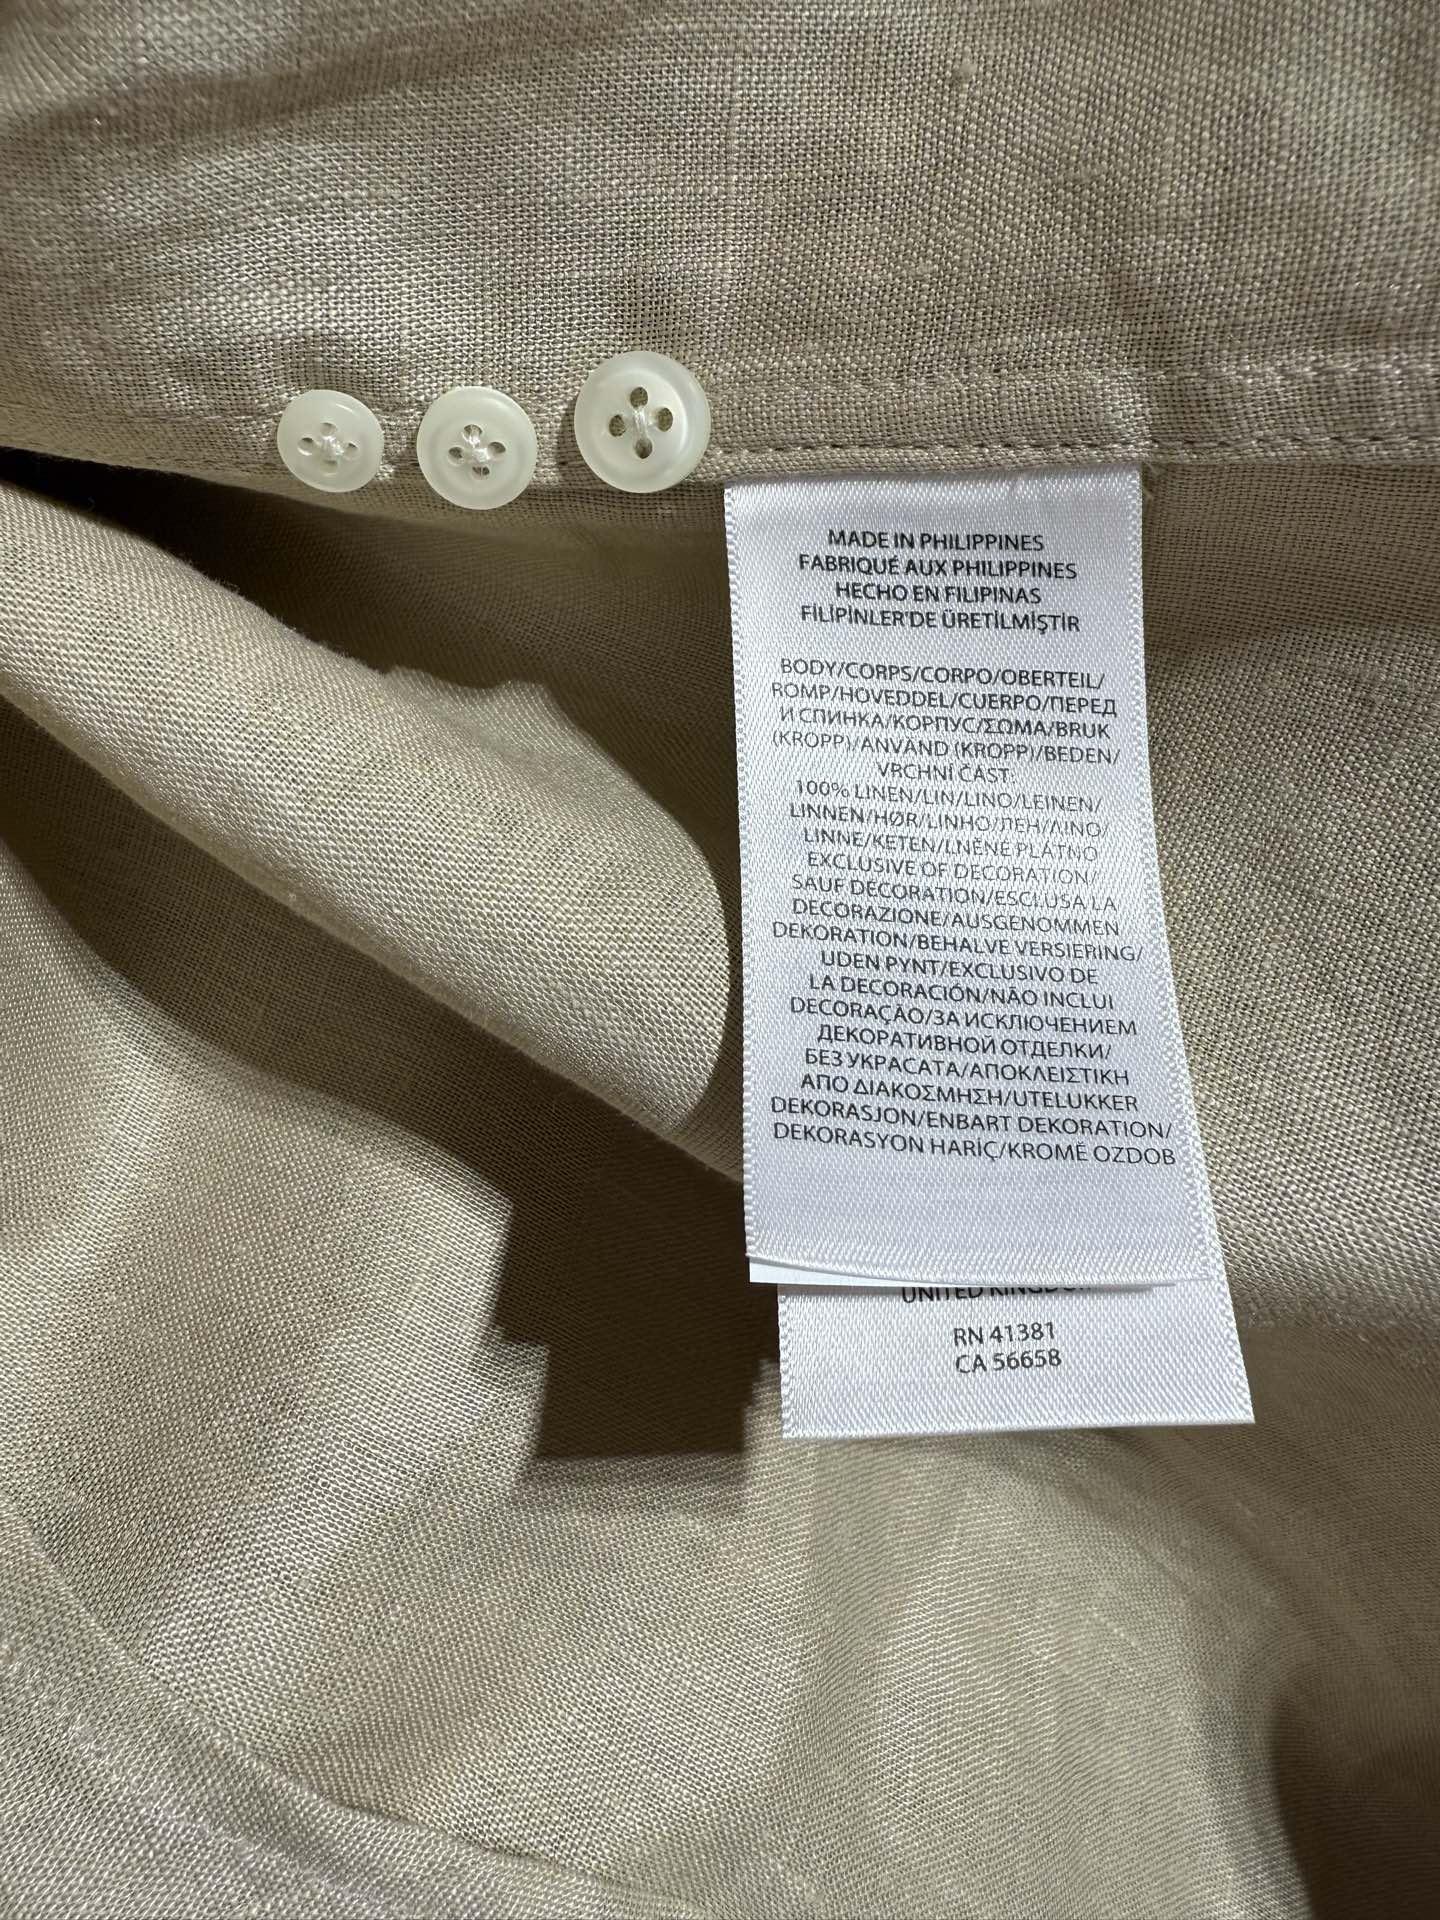 MADE IN PHILIPPINES
FABRIQUÉ AUX PHILIPPINES
HECHO EN FILIPINAS
FİLİPİNLER'DE ÜRETİLMİŞTİR
BODY/CORPS/CORPO/OBERTEIL/
ROMP/HOVEDDEL/CUERPO/ПЕРЕД
И СПИНКА/КОРПУС/ΣΩΜΑ/BRUK
(KROPP)/ANVÄND (KROPP)/BEDEN/
VRCHNÍ ČÁST:
100% LINEN/LIN/LINO/LEINEN/
LINNEN/HØR/LINHO/ЛЕН/ΛΙΝΟ/
LINNE/KETEN/LNĚNÉ PLÁTNO
EXCLUSIVE OF DECORATION/
SAUF DÉCORATION/ESCLUSA LA
DECORAZIONE/AUSGENOMMEN
DEKORATION/BEHALVE VERSIERING/
UDEN PYNT/EXCLUSIVO DE
LA DECORACIÓN/NÃO INCLUI
DECORAÇÃO/ЗА ИСКЛЮЧЕНИЕМ
ДЕКОРАТИВНОЙ ОТДЕЛКИ/
БЕЗ УКРАСАТА/ΑΠΟΚΛΕΙΣΤΙΚΗ
ΑΠΟ ΔΙΑΚΟΣΜΗΣΗ/UTELUKKER
DEKORASJON/ENBART DEKORATION/
DEKORASYON HARİÇ/KROMĚ OZDOB
UNITED KINGDOM
RN 41381
CA 56658